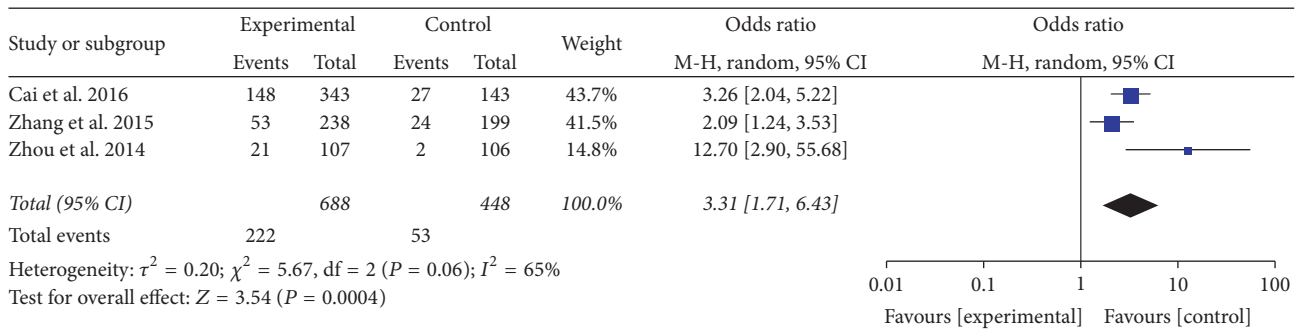 Study or subgroup Experimental Control Weight Odds ratio Odds ratio
Events Total Events Total M-H, random, 95% CI M-H, random, 95% CI
Cai et al. 2016 148 343 27 143 43.7% 3.26 [2.04, 5.22]
Zhang et al. 2015 53 238 24 199 41.5% 2.09 [1.24, 3.53]
Zhou et al. 2014 21 107 2 106 14.8% 12.70 [2.90, 55.68]
Total (95% CI) 688 448 100.0% 3.31 [1.71, 6.43]
Total events 222 53
Heterogeneity: τ² = 0.20; χ² = 5.67, df = 2 (P = 0.06); I² = 65%
Test for overall effect: Z = 3.54 (P = 0.0004)
0.01 0.1 1 10 100
Favours [experimental] Favours [control]